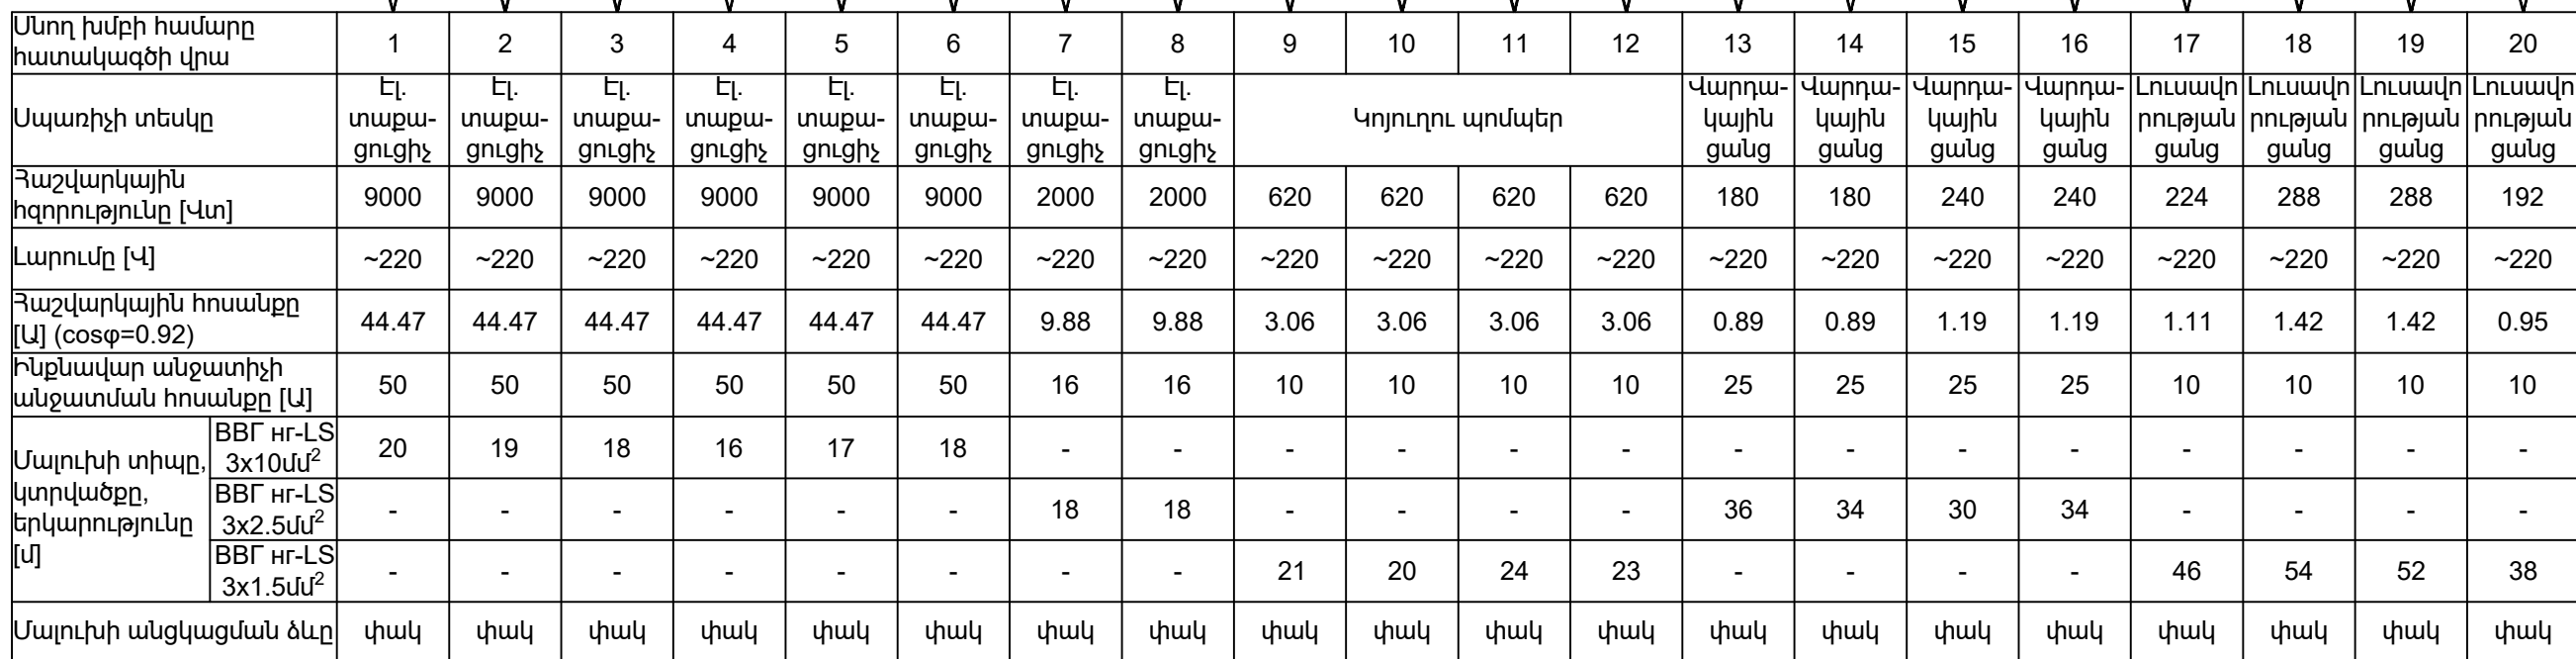 Սնող խմբի համարը
հատակագծի վրա
1 2 3 4 5 6 7 8 9 10 11 12 13 14 15 16 17 18 19 20
Սպառիչի տեսկը
Էլ. տաքա-ցուցիչ
Էլ. տաքա-ցուցիչ
Էլ. տաքա-ցուցիչ
Էլ. տաքա-ցուցիչ
Էլ. տաքա-ցուցիչ
Էլ. տաքա-ցուցիչ
Էլ. տաքա-ցուցիչ
Էլ. տաքա-ցուցիչ
Կոյուղու պոմպեր
Վարդա-կային ցանց
Վարդա-կային ցանց
Վարդա-կային ցանց
Վարդա-կային ցանց
Լուսավո րության ցանց
Լուսավո րության ցանց
Լուսավո րության ցանց
Լուսավո րության ցանց
Հաշվարկային
հզորությունը [Վտ]
9000 9000 9000 9000 9000 9000 2000 2000 620 620 620 620 180 180 240 240 224 288 288 192
Լարումը [Վ]
~220 ~220 ~220 ~220 ~220 ~220 ~220 ~220 ~220 ~220 ~220 ~220 ~220 ~220 ~220 ~220 ~220 ~220 ~220 ~220
Հաշվարկային հոսանքը
[Ա] (cosφ=0.92)
44.47 44.47 44.47 44.47 44.47 44.47 9.88 9.88 3.06 3.06 3.06 3.06 0.89 0.89 1.19 1.19 1.11 1.42 1.42 0.95
Ինքնավար անջատիչի
անջատման հոսանքը [Ա]
50 50 50 50 50 50 16 16 10 10 10 10 25 25 25 25 10 10 10 10
Մալուխի տիպը,
կտրվածքը,
երկարությունը
[մ]
ВВГ нг-LS
3x10մմ²
20 19 18 16 17 18 - - - - - - - - - - - - - -
ВВГ нг-LS
3x2.5մմ²
- - - - - - 18 18 - - - - 36 34 30 34 - - - -
ВВГ нг-LS
3x1.5մմ²
- - - - - - - - 21 20 24 23 - - - - 46 54 52 38
Մալուխի անցկացման ձևը
փակ փակ փակ փակ փակ փակ փակ փակ փակ փակ փակ փակ փակ փակ փակ փակ փակ փակ փակ փակ